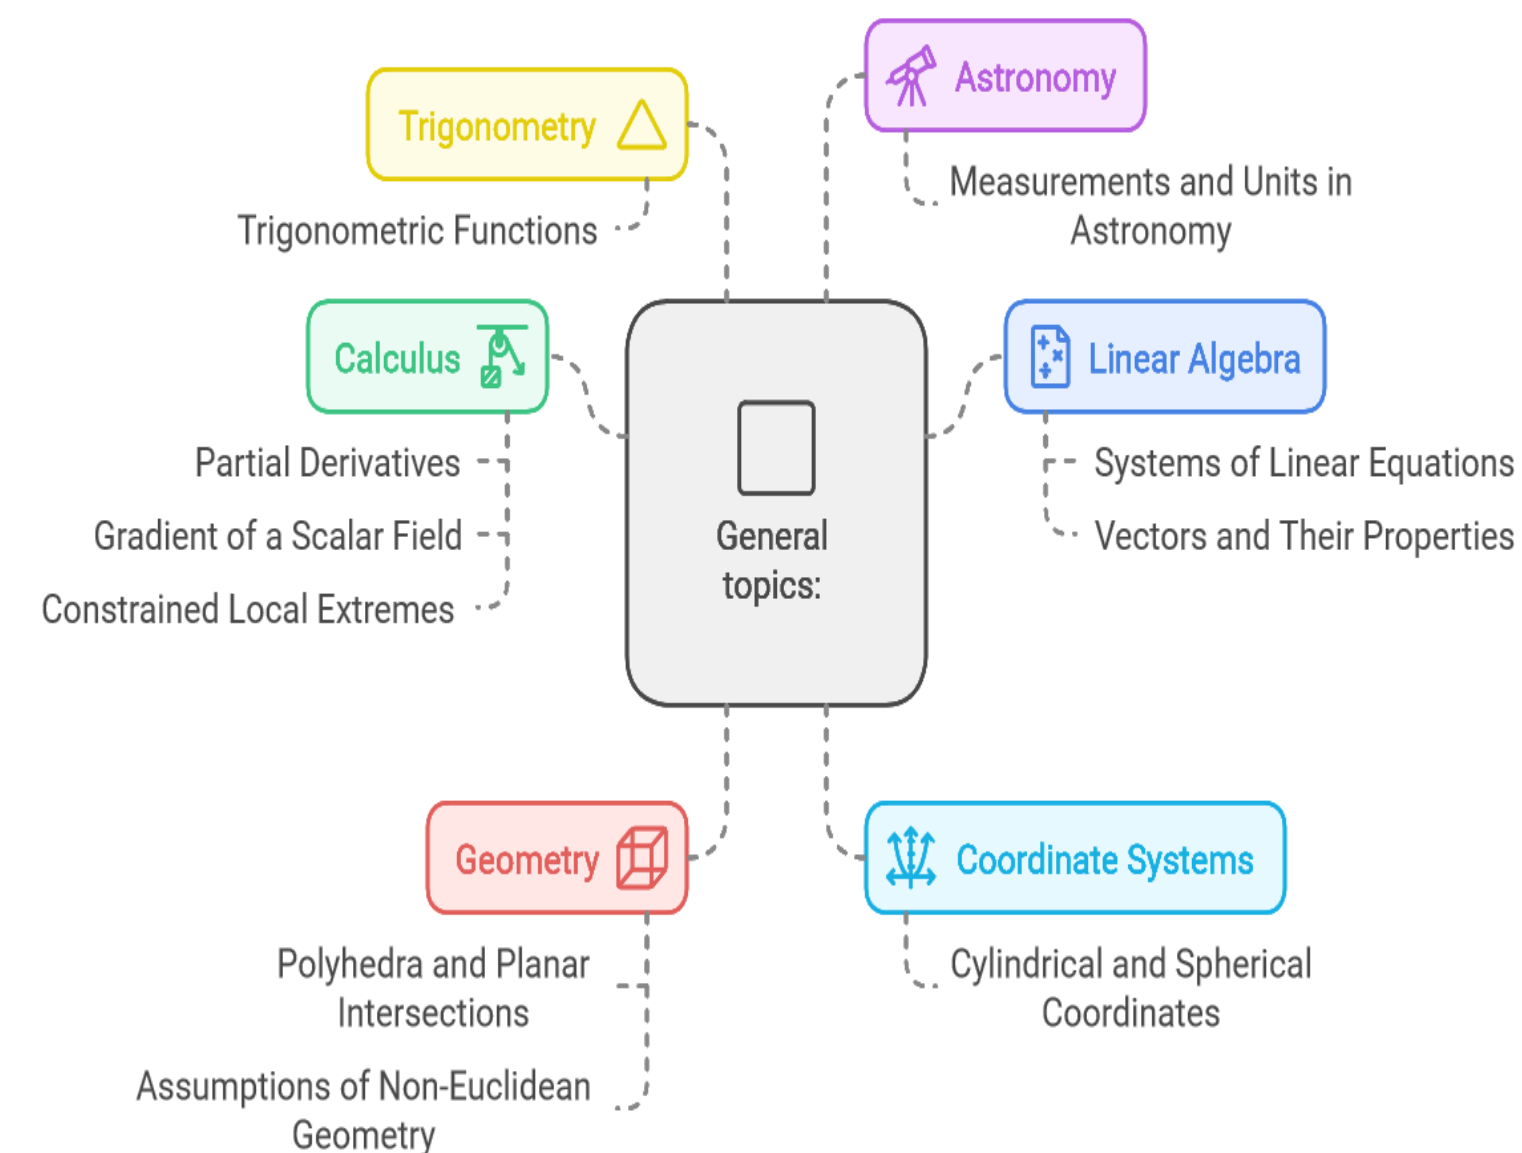 Astronomy
Trigonometry
Measurements and Units in
Astronomy
Trigonometric Functions
Calculus
Linear Algebra
Partial Derivatives
Systems of Linear Equations
Gradient of a Scalar Field
Vectors and Their Properties
Constrained Local Extremes
General
topics:
Geometry
Coordinate Systems
Polyhedra and Planar
Intersections
Cylindrical and Spherical
Coordinates
Assumptions of Non-Euclidean
Geometry